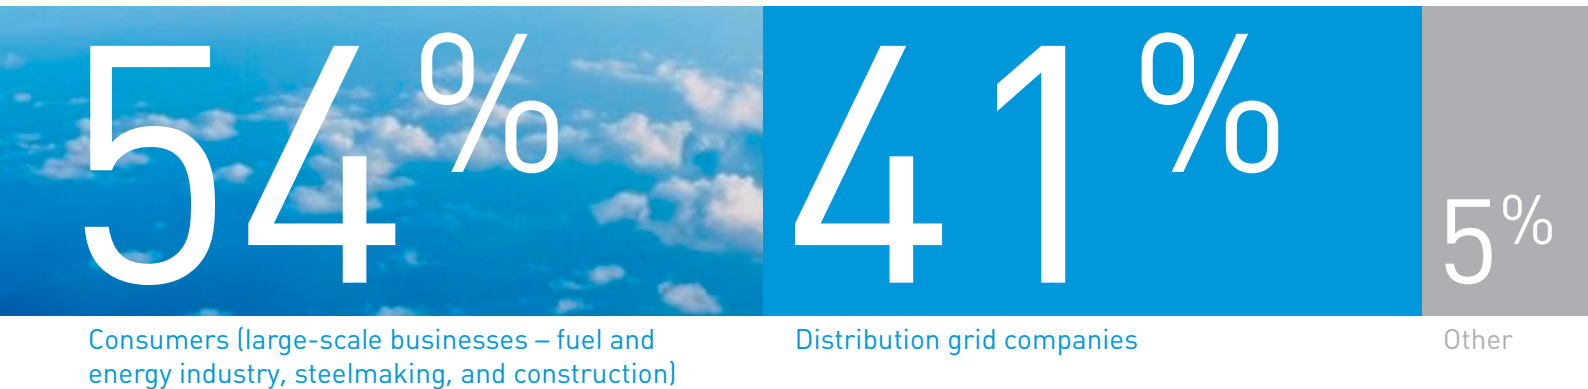 54%
41%
5%
Consumers (large-scale businesses – fuel and
energy industry, steelmaking, and construction)
Distribution grid companies
Other